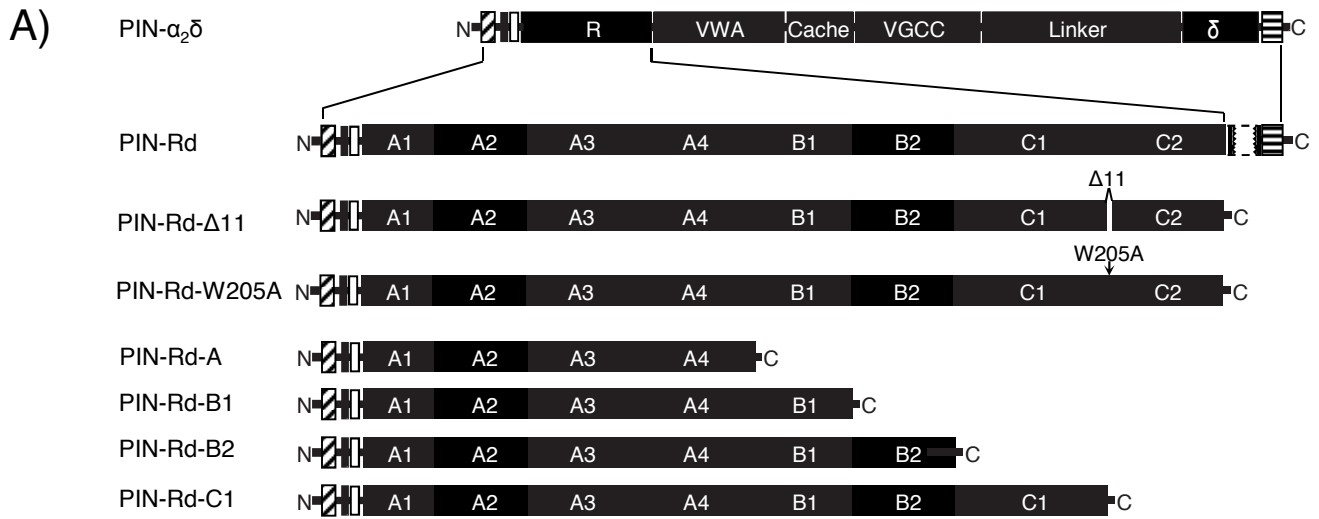 A)
PIN-α₂δ N R VWA Cache VGCC Linker δ C
PIN-Rd N A1 A2 A3 A4 B1 B2 C1 C2 C
Δ11
PIN-Rd-Δ11 N A1 A2 A3 A4 B1 B2 C1 C2 C
W205A
PIN-Rd-W205A N A1 A2 A3 A4 B1 B2 C1 C2 C
PIN-Rd-A N A1 A2 A3 A4 C
PIN-Rd-B1 N A1 A2 A3 A4 B1 C
PIN-Rd-B2 N A1 A2 A3 A4 B1 B2 C
PIN-Rd-C1 N A1 A2 A3 A4 B1 B2 C1 C